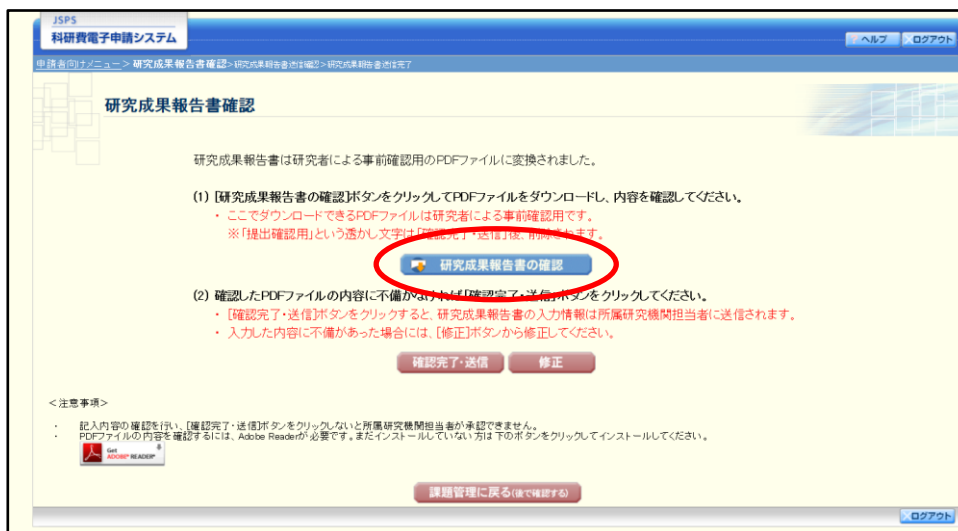 JSPS
科研費電子申請システム
ヘルプ
ログアウト
申請者向けメニュー>研究成果報告書確認>研究成果報告書送信確認>研究成果報告書送信完了
研究成果報告書確認
研究成果報告書は研究者による事前確認用のPDFファイルに変換されました。
(1) [研究成果報告書の確認]ボタンをクリックしてPDFファイルをダウンロードし、内容を確認してください。
・ ここでダウンロードできるPDFファイルは研究者による事前確認用です。
※「提出確認用」という透かし文字は「確認完了・送信」後、削除されます。
研究成果報告書の確認
(2) 確認したPDFファイルの内容に不備がなければ「確認完了・送信]ボタンをクリックしてください。
・ [確認完了・送信]ボタンをクリックすると、研究成果報告書の入力情報は所属研究機関担当者に送信されます。
・ 入力した内容に不備があった場合には、[修正]ボタンから修正してください。
確認完了・送信
修正
<注意事項>
・ 記入内容の確認を行い、[確認完了・送信]ボタンをクリックしないと所属研究機関担当者が承認できません。
・ PDFファイルの内容を確認するには、Adobe Readerが必要です。まだインストールしていない方は下のボタンをクリックしてインストールしてください。
Get
ADOBE® READER®
課題管理に戻る(後で確認する)
ログアウト